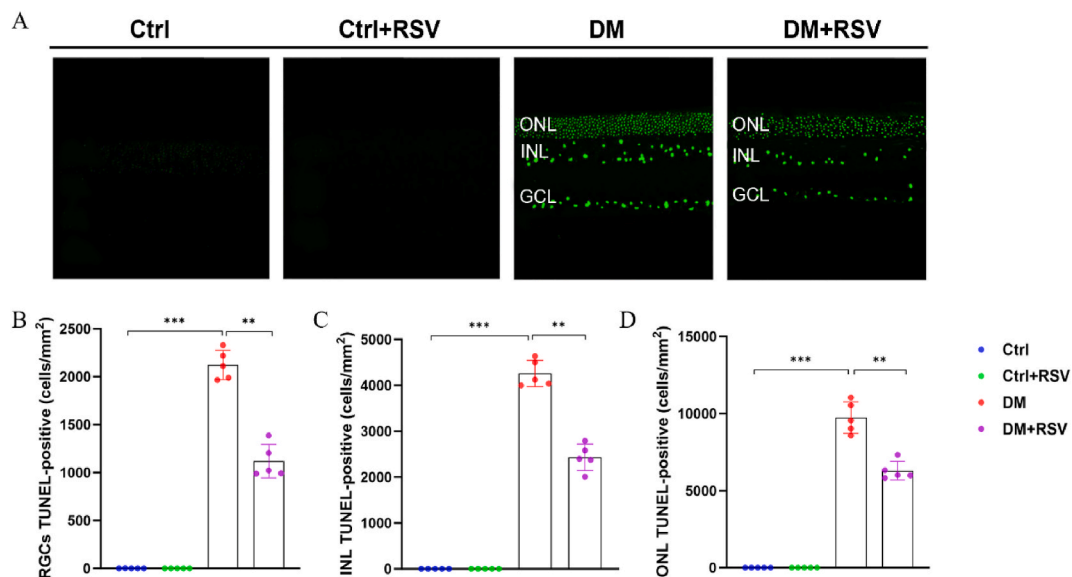 A
Ctrl
Ctrl+RSV
DM
DM+RSV
ONL
INL
GCL
ONL
INL
GCL
B
RGCs TUNEL-positive (cells/mm²)
2500
2000
1500
1000
500
0
***
**
C
INL TUNEL-positive (cells/mm²)
5000
4000
3000
2000
1000
0
***
**
D
ONL TUNEL-positive (cells/mm²)
15000
10000
5000
0
***
**
Ctrl
Ctrl+RSV
DM
DM+RSV